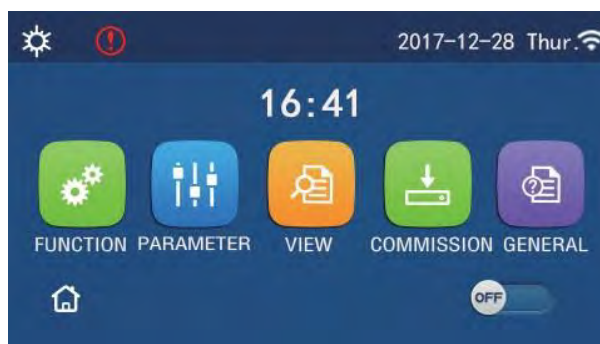 2017-12-28 Thur.
16:41
FUNCTION PARAMETER VIEW COMMISSION GENERAL
OFF